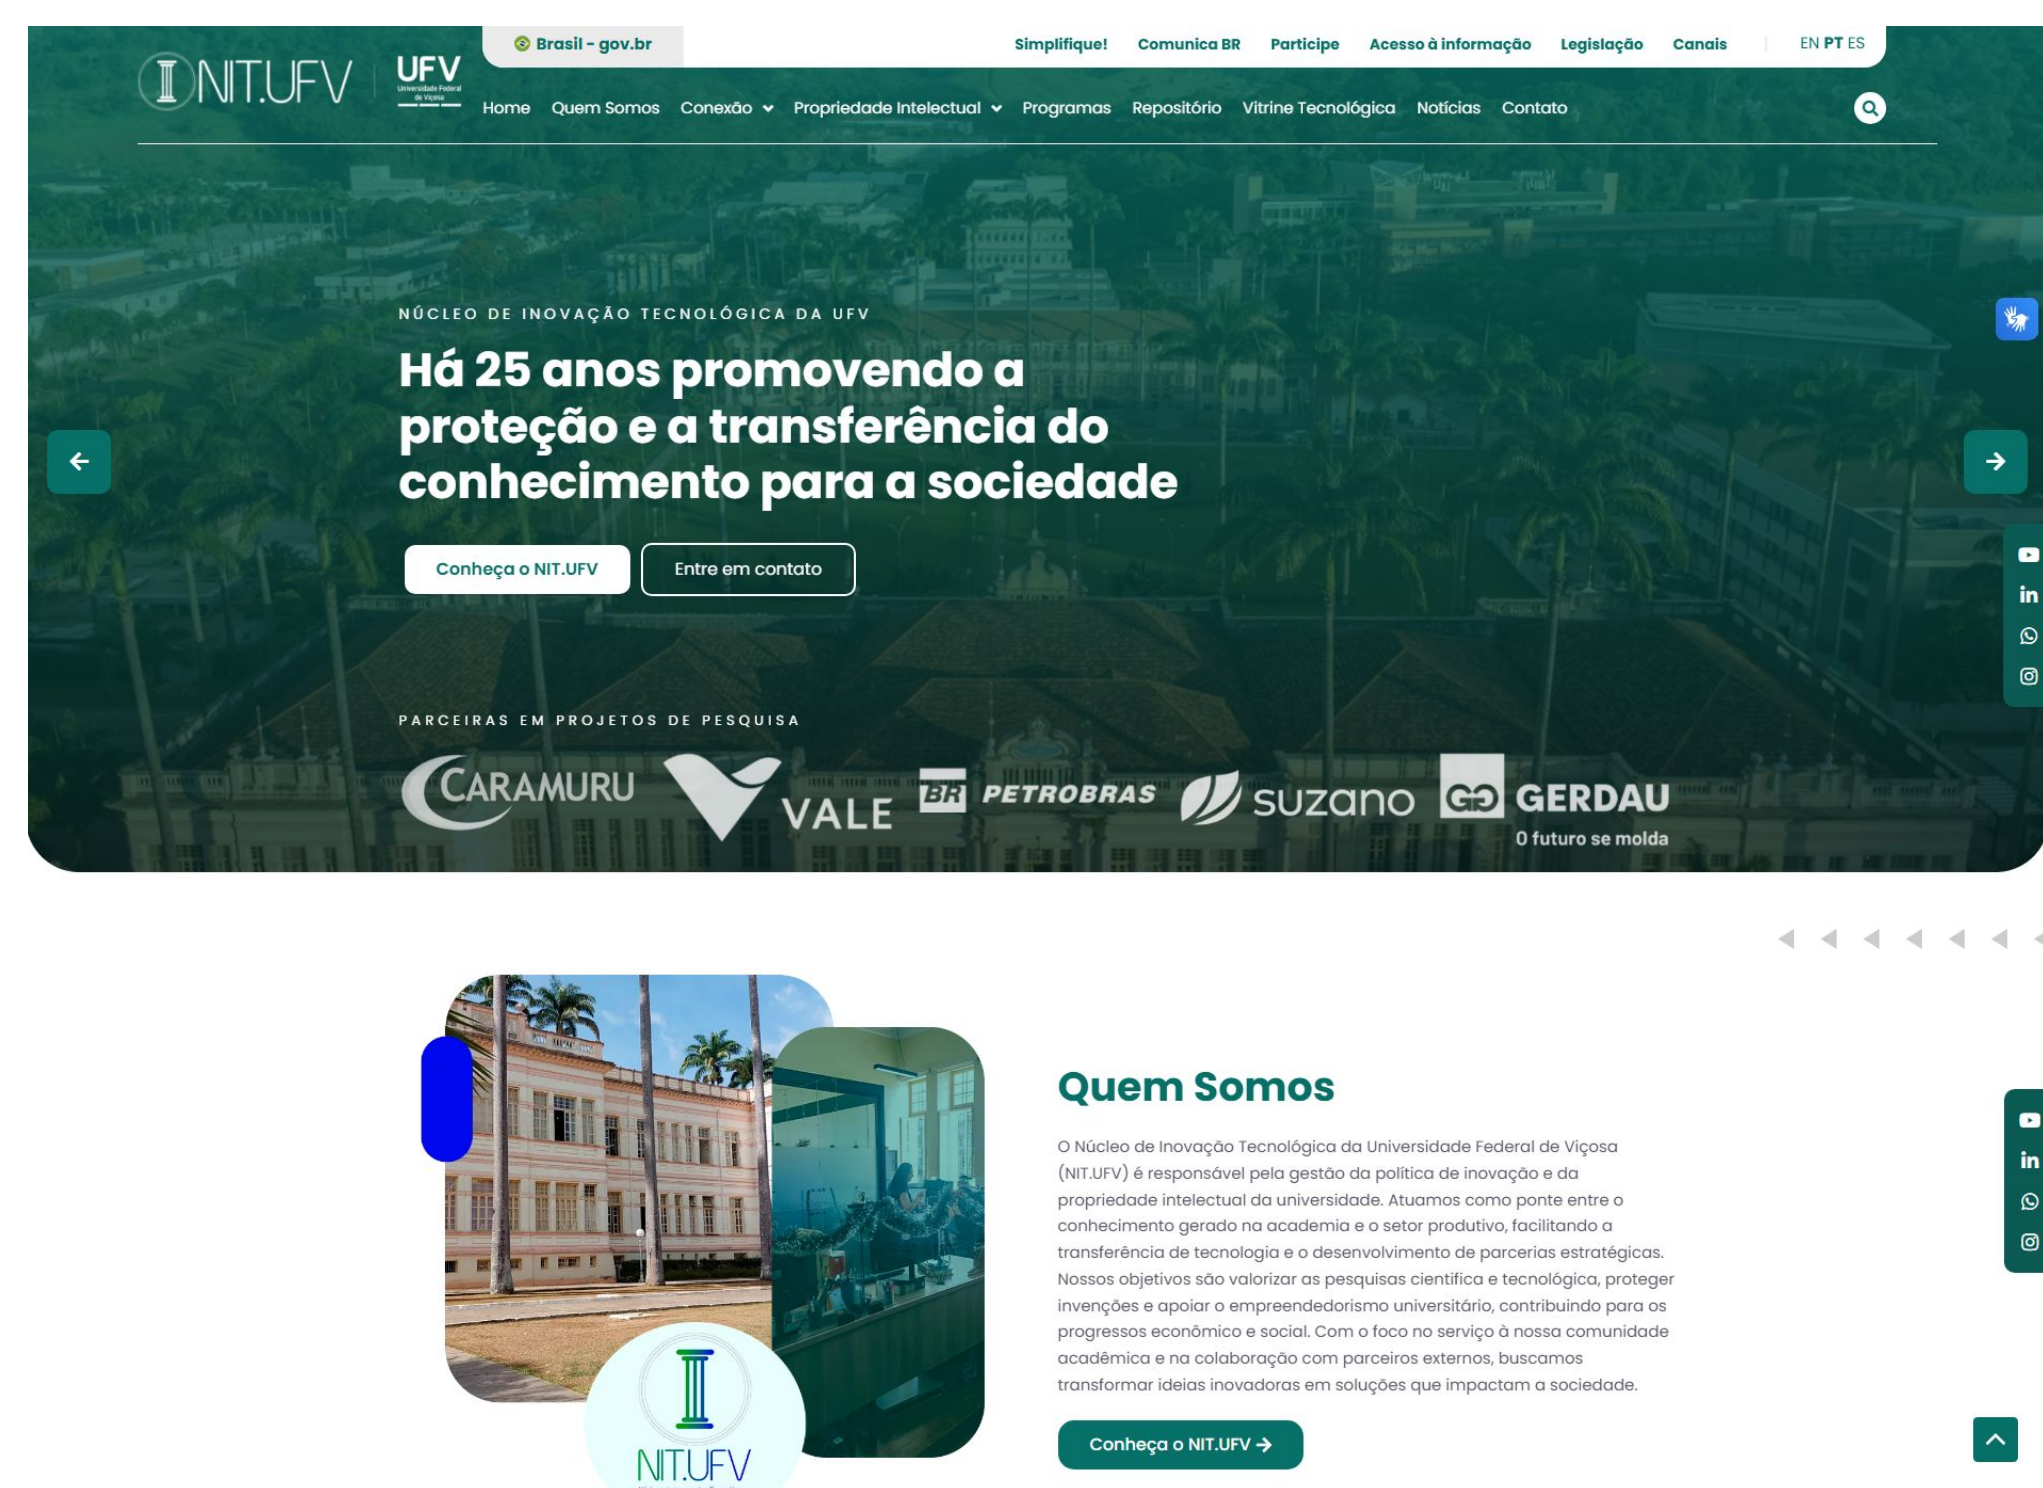 Brasil - gov.br
Simplifique! Comunica BR Participe Acesso à informação Legislação Canais EN PT ES
NIT.UFV
UFV
Universidade Federal
de Viçosa
Home Quem Somos Conexão Propriedade Intelectual Programas Repositório Vitrine Tecnológica Notícias Contato
NÚCLEO DE INOVAÇÃO TECNOLÓGICA DA UFV
Há 25 anos promovendo a
proteção e a transferência do
conhecimento para a sociedade
Conheça o NIT.UFV Entre em contato
PARCEIRAS EM PROJETOS DE PESQUISA
CARAMURU VALE BR PETROBRAS suzano GG GERDAU
O futuro se molda
Quem Somos
O Núcleo de Inovação Tecnológica da Universidade Federal de Viçosa
(NIT.UFV) é responsável pela gestão da política de inovação e da
propriedade intelectual da universidade. Atuamos como ponte entre o
conhecimento gerado na academia e o setor produtivo, facilitando a
transferência de tecnologia e o desenvolvimento de parcerias estratégicas.
Nossos objetivos são valorizar as pesquisas cientifica e tecnológica, proteger
invenções e apoiar o empreendedorismo universitário, contribuindo para os
progressos econômico e social. Com o foco no serviço à nossa comunidade
acadêmica e na colaboração com parceiros externos, buscamos
transformar ideias inovadoras em soluções que impactam a sociedade.
Conheça o NIT.UFV
NIT.UFV
in
in